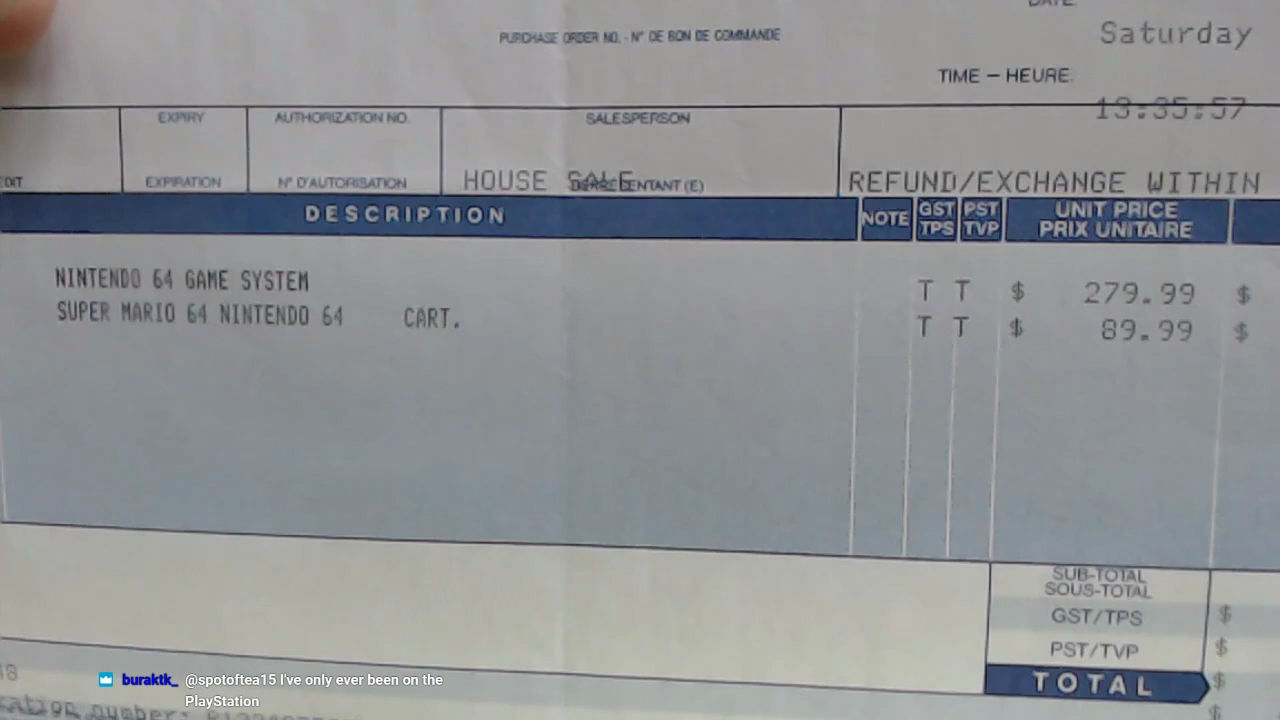 DATE
PURCHASE ORDER NO. - N° DE BON DE COMMANDE
Saturday
TIME – HEURE
13:35:57
EXPIRY
AUTHORIZATION NO.
SALESPERSON
EXPIRATION
N° D'AUTORISATION
HOUSE SALE
REFUND/EXCHANGE WITHIN
DESCRIPTION
NOTE
GST
TPS
PST
TVP
UNIT PRICE
PRIX UNITAIRE
NINTENDO 64 GAME SYSTEM T T $ 279.99 $
SUPER MARIO 64 NINTENDO 64 CART. T T $ 89.99 $
SUB-TOTAL
SOUS-TOTAL
GST/TPS $
PST/TVP $
TOTAL $
$
number:
buraktk_ @spotoftea15 I've only ever been on the
PlayStation